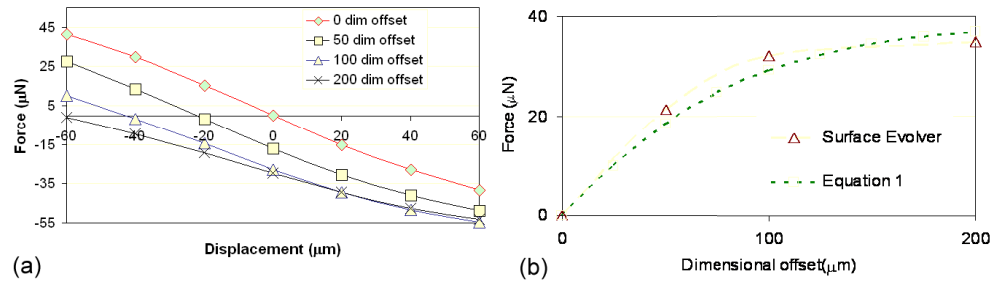 45
25
5
-15
-35
-55
Force (μN)
-60
-40
-20
0
20
40
60
Displacement (μm)
0 dim offset
50 dim offset
100 dim offset
200 dim offset
(a)
40
20
0
Force (μN)
0
100
200
Dimensional offset(μm)
Surface Evolver
Equation 1
(b)